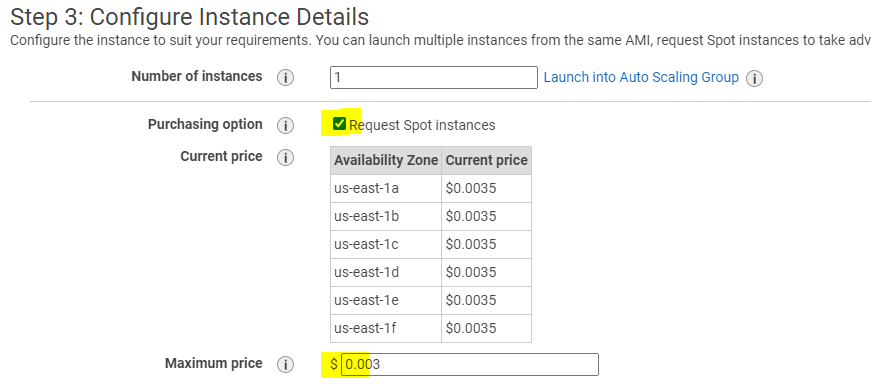 Step 3: Configure Instance Details
Configure the instance to suit your requirements. You can launch multiple instances from the same AMI, request Spot instances to take adv
Number of instances i 1 Launch into Auto Scaling Group i
Purchasing option i Request Spot instances
Current price i
Availability Zone Current price
us-east-1a $0.0035
us-east-1b $0.0035
us-east-1c $0.0035
us-east-1d $0.0035
us-east-1e $0.0035
us-east-1f $0.0035
Maximum price i $ 0.003